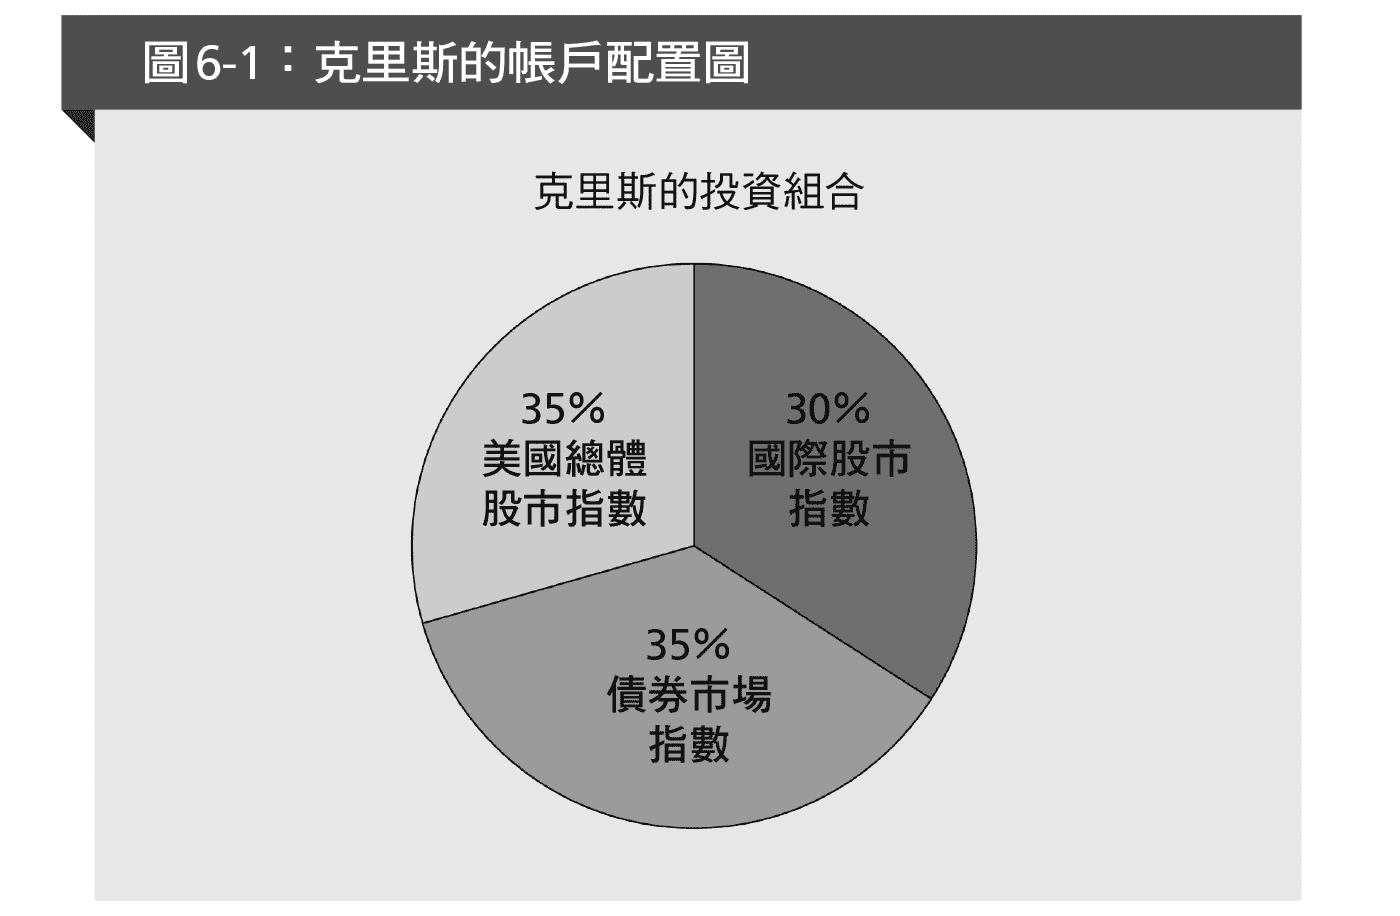 圖6-1：克里斯的帳戶配置圖
克里斯的投資組合
35%
美國總體
股市指數
30%
國際股市
指數
35%
債券市場
指數